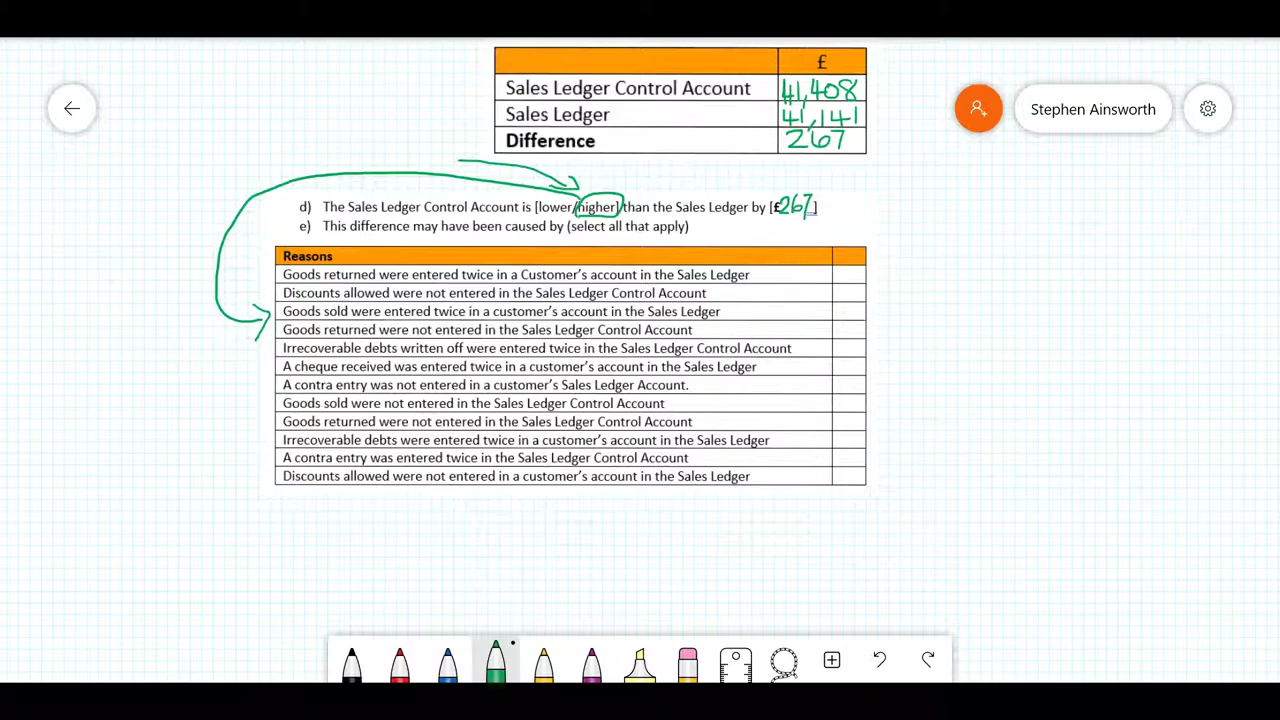 £
Sales Ledger Control Account 41,408
Sales Ledger 41,141
Difference 267
Stephen Ainsworth
d) The Sales Ledger Control Account is [lower/higher] than the Sales Ledger by [£267]
e) This difference may have been caused by (select all that apply)
Reasons
Goods returned were entered twice in a Customer's account in the Sales Ledger
Discounts allowed were not entered in the Sales Ledger Control Account
Goods sold were entered twice in a customer's account in the Sales Ledger
Goods returned were not entered in the Sales Ledger Control Account
Irrecoverable debts written off were entered twice in the Sales Ledger Control Account
A cheque received was entered twice in a customer's account in the Sales Ledger
A contra entry was not entered in a customer's Sales Ledger Account.
Goods sold were not entered in the Sales Ledger Control Account
Goods returned were not entered in the Sales Ledger Control Account
Irrecoverable debts were entered twice in a customer's account in the Sales Ledger
A contra entry was entered twice in the Sales Ledger Control Account
Discounts allowed were not entered in a customer's account in the Sales Ledger